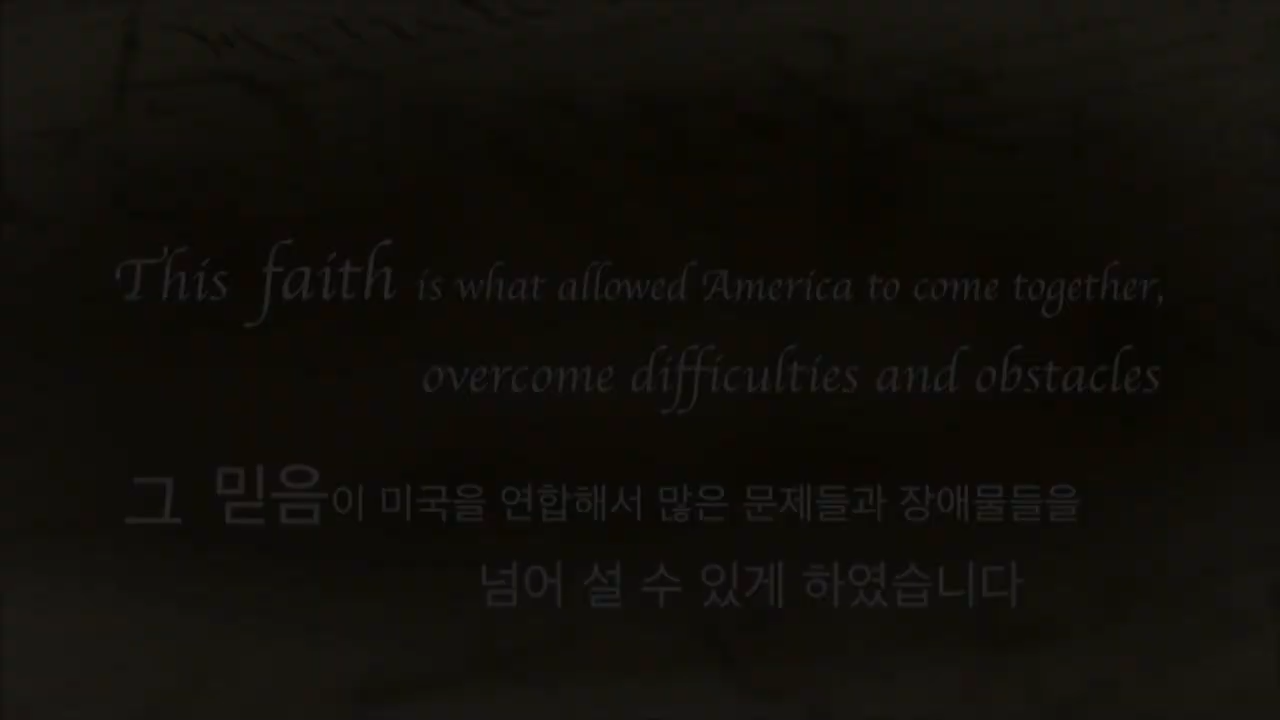 This faith is what allowed America to come together,
overcome difficulties and obstacles
그 믿음이 미국을 연합해서 많은 문제들과 장애물들을
넘어 설 수 있게 하였습니다